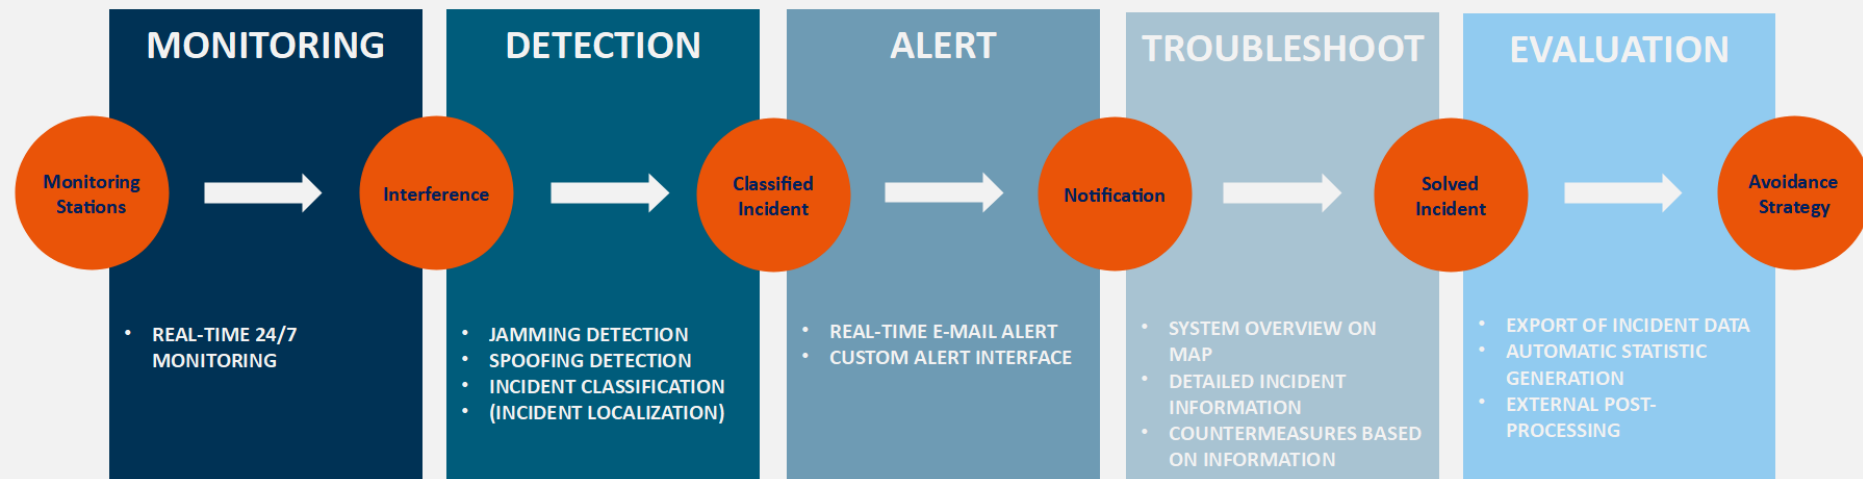 MONITORING
DETECTION
ALERT
TROUBLESHOOT
EVALUATION
Monitoring
Stations
Interference
Classified
Incident
Notification
Solved
Incident
Avoidance
Strategy
• REAL-TIME 24/7
MONITORING
• JAMMING DETECTION
• SPOOFING DETECTION
• INCIDENT CLASSIFICATION
• (INCIDENT LOCALIZATION)
• REAL-TIME E-MAIL ALERT
• CUSTOM ALERT INTERFACE
• SYSTEM OVERVIEW ON
MAP
• DETAILED INCIDENT
INFORMATION
• COUNTERMEASURES BASED
ON INFORMATION
• EXPORT OF INCIDENT DATA
• AUTOMATIC STATISTIC
GENERATION
• EXTERNAL POST-
PROCESSING